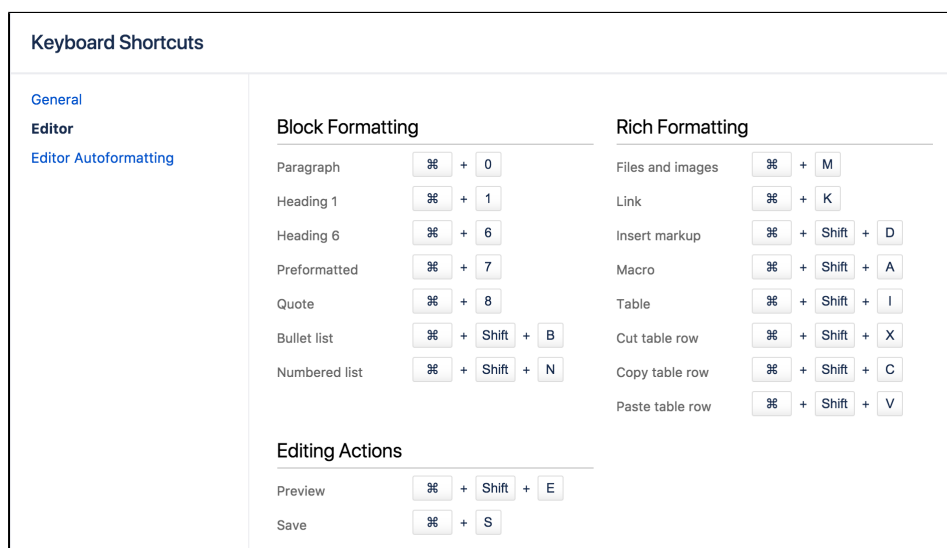 Keyboard Shortcuts
General
Editor
Editor Autoformatting
Block Formatting
Paragraph ⌘ + 0
Heading 1 ⌘ + 1
Heading 6 ⌘ + 6
Preformatted ⌘ + 7
Quote ⌘ + 8
Bullet list ⌘ + Shift + B
Numbered list ⌘ + Shift + N
Editing Actions
Preview ⌘ + Shift + E
Save ⌘ + S
Rich Formatting
Files and images ⌘ + M
Link ⌘ + K
Insert markup ⌘ + Shift + D
Macro ⌘ + Shift + A
Table ⌘ + Shift + I
Cut table row ⌘ + Shift + X
Copy table row ⌘ + Shift + C
Paste table row ⌘ + Shift + V